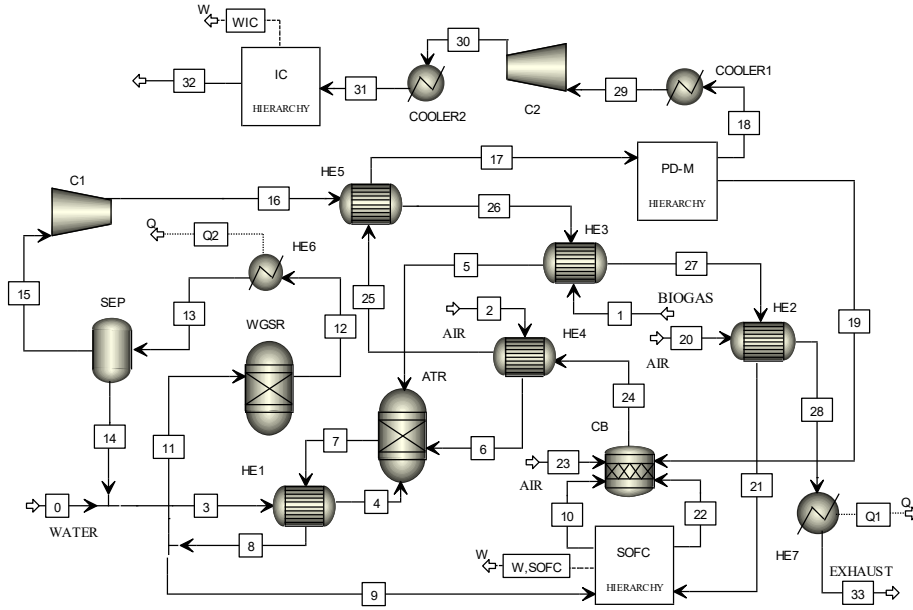 W
WIC
30
COOLER1
IC
HIERARCHY
32
31
COOLER2
C2
29
18
C1
HE5
17
PD-M
HIERARCHY
16
26
Q
Q2
HE6
HE3
5
27
15
SEP
13
25
2
1
BIOGAS
WGSR
12
AIR
HE4
HE2
20
19
AIR
ATR
24
28
14
11
7
6
CB
HE1
23
AIR
21
0
3
4
10
22
WATER
Q1
Q
8
SOFC
HIERARCHY
W
W,SOFC
HE7
EXHAUST
9
33